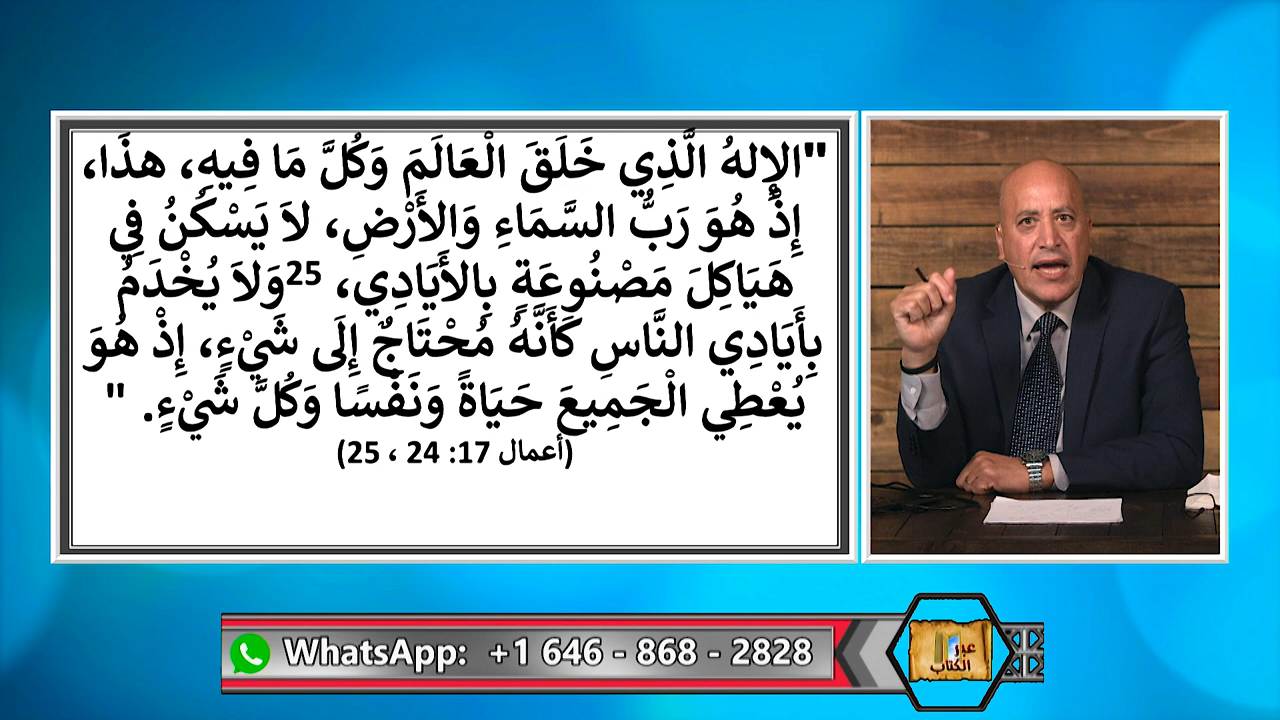 "الإِلهُ الَّذِي خَلَقَ الْعَالَمَ وَكُلَّ مَا فِيهِ، هذَا،
إِذْ هُوَ رَبُّ السَّمَاءِ وَالأَرْضِ، لاَ يَسْكُنُ فِي
هَيَاكِلَ مَصْنُوعَةٍ بِالأَيَادِي، 25وَلاَ يُخْدَمُ
بِأَيَادِي النَّاسِ كَأَنَّهُ مُحْتَاجٌ إِلَى شَيْءٍ، إِذْ هُوَ
يُعْطِي الْجَمِيعَ حَيَاةً وَنَفْسًا وَكُلَّ شَيْءٍ. "
(أعمال 17: 24 ، 25)
WhatsApp: +1 646 - 868 - 2828
عبر
الكتاب